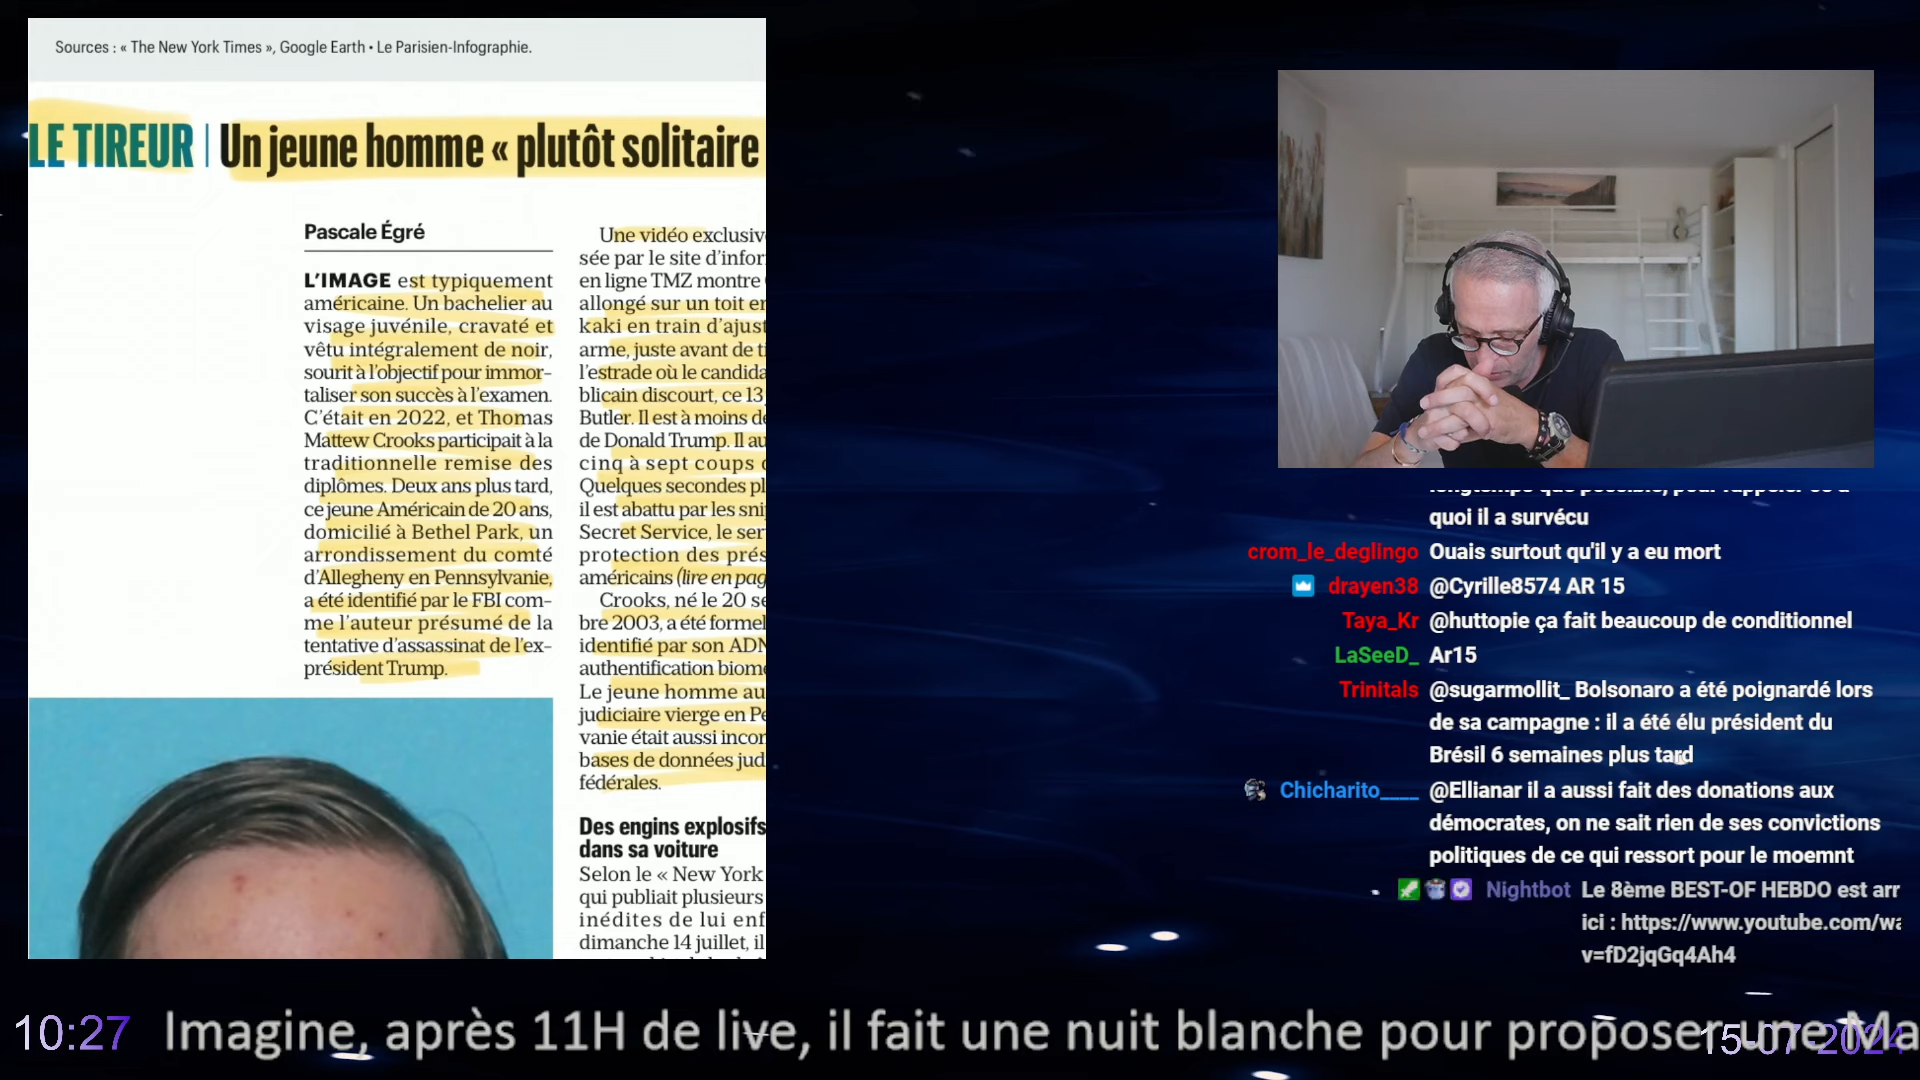 Sources : « The New York Times », Google Earth • Le Parisien-Infographie.
LE TIREUR | Un jeune homme « plutôt solitaire
Pascale Égré
L'IMAGE est typiquement
américaine. Un bachelier au
visage juvénile, cravaté et
vêtu intégralement de noir,
sourit à l'objectif pour immor-
taliser son succès à l'examen.
C'était en 2022, et Thomas
Mattew Crooks participait à la
traditionnelle remise des
diplômes. Deux ans plus tard,
ce jeune Américain de 20 ans,
domicilié à Bethel Park, un
arrondissement du comté
d'Allegheny en Pennsylvanie,
a été identifié par le FBI com-
me l'auteur présumé de la
tentative d'assassinat de l'ex-
président Trump.
Une vidéo exclusiv
sée par le site d'infor
en ligne TMZ montre
allongé sur un toit en
kaki en train d'ajust
arme, juste avant de ti
l'estrade où le candida
blicain discourt, ce 13
Butler. Il est à moins de
de Donald Trump. Il au
cinq à sept coups
Quelques secondes pl
il est abattu par les sni
Secret Service, le ser
protection des prés
américains (lire en pag
Crooks, né le 20 se
bre 2003, a été formel
identifié par son ADN
authentification biome
Le jeune homme au
judiciaire vierge en Pe
vanie était aussi incon
bases de données jud
fédérales.
Des engins explosifs
dans sa voiture
Selon le « New York
qui publiait plusieurs
inédites de lui enf
dimanche 14 juillet, il
quoi il a survécu
crom_le_deglingo Ouais surtout qu'il y a eu mort
drayen38 @Cyrille8574 AR 15
Taya_Kr @huttopie ça fait beaucoup de conditionnel
LaSeeD_ Ar15
Trinitals @sugarmollit_ Bolsonaro a été poignardé lors
de sa campagne : il a été élu président du
Brésil 6 semaines plus tard
Chicharito____ @Ellianar il a aussi fait des donations aux
démocrates, on ne sait rien de ses convictions
politiques de ce qui ressort pour le moemnt
Nightbot Le 8ème BEST-OF HEBDO est arr
ici : https://www.youtube.com/wa
v=fD2jqGq4Ah4
10:27 Imagine, après 11H de live, il fait une nuit blanche pour proposer une Ma
15-07-2024